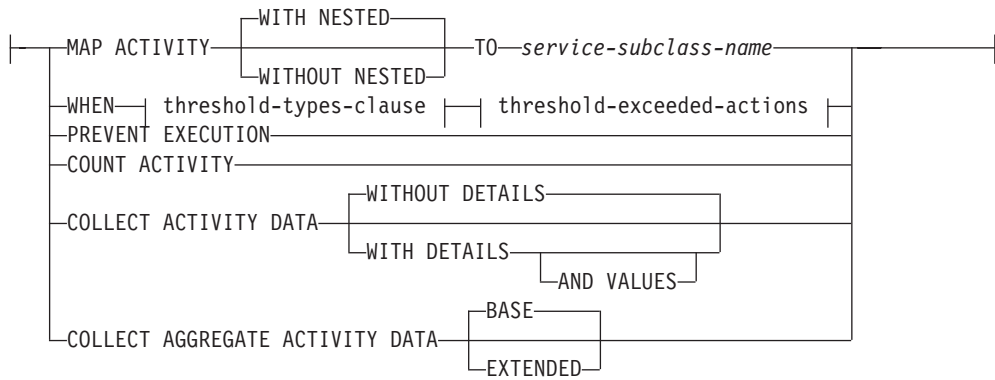 WITH NESTED
MAP ACTIVITY TO service-subclass-name
WITHOUT NESTED
WHEN threshold-types-clause threshold-exceeded-actions
PREVENT EXECUTION
COUNT ACTIVITY
WITHOUT DETAILS
COLLECT ACTIVITY DATA
WITH DETAILS
AND VALUES
BASE
COLLECT AGGREGATE ACTIVITY DATA
EXTENDED